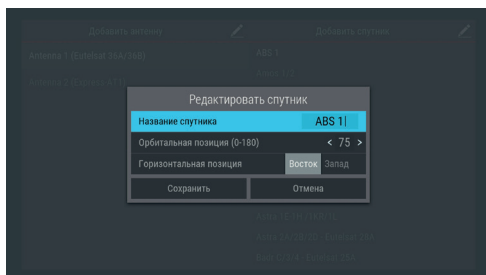 Добавить антенну
Добавить спутник
Antenna 1 (Eutelsat 36A/36B)
ABS 1
Редактировать спутник
Название спутника ABS 1
Орбитальная позиция (0-180) < 75 >
Горизонтальная позиция Восток Запад
Сохранить Отмена